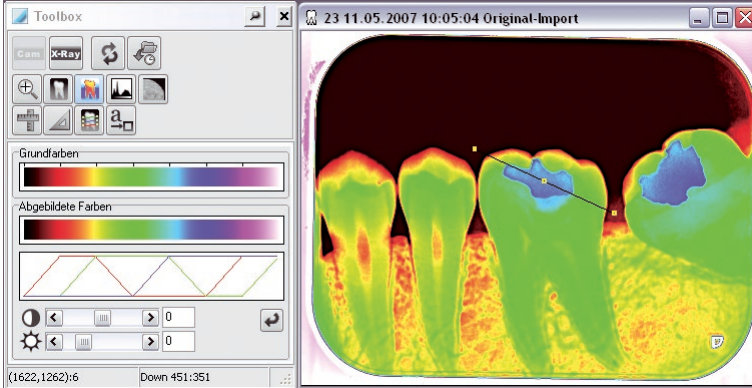 Toolbox
Cam X-Ray
a
Grundfarben
Abgebildete Farben
0
0
(1622,1262):6 Down 451:351
23 11.05.2007 10:05:04 Original-Import